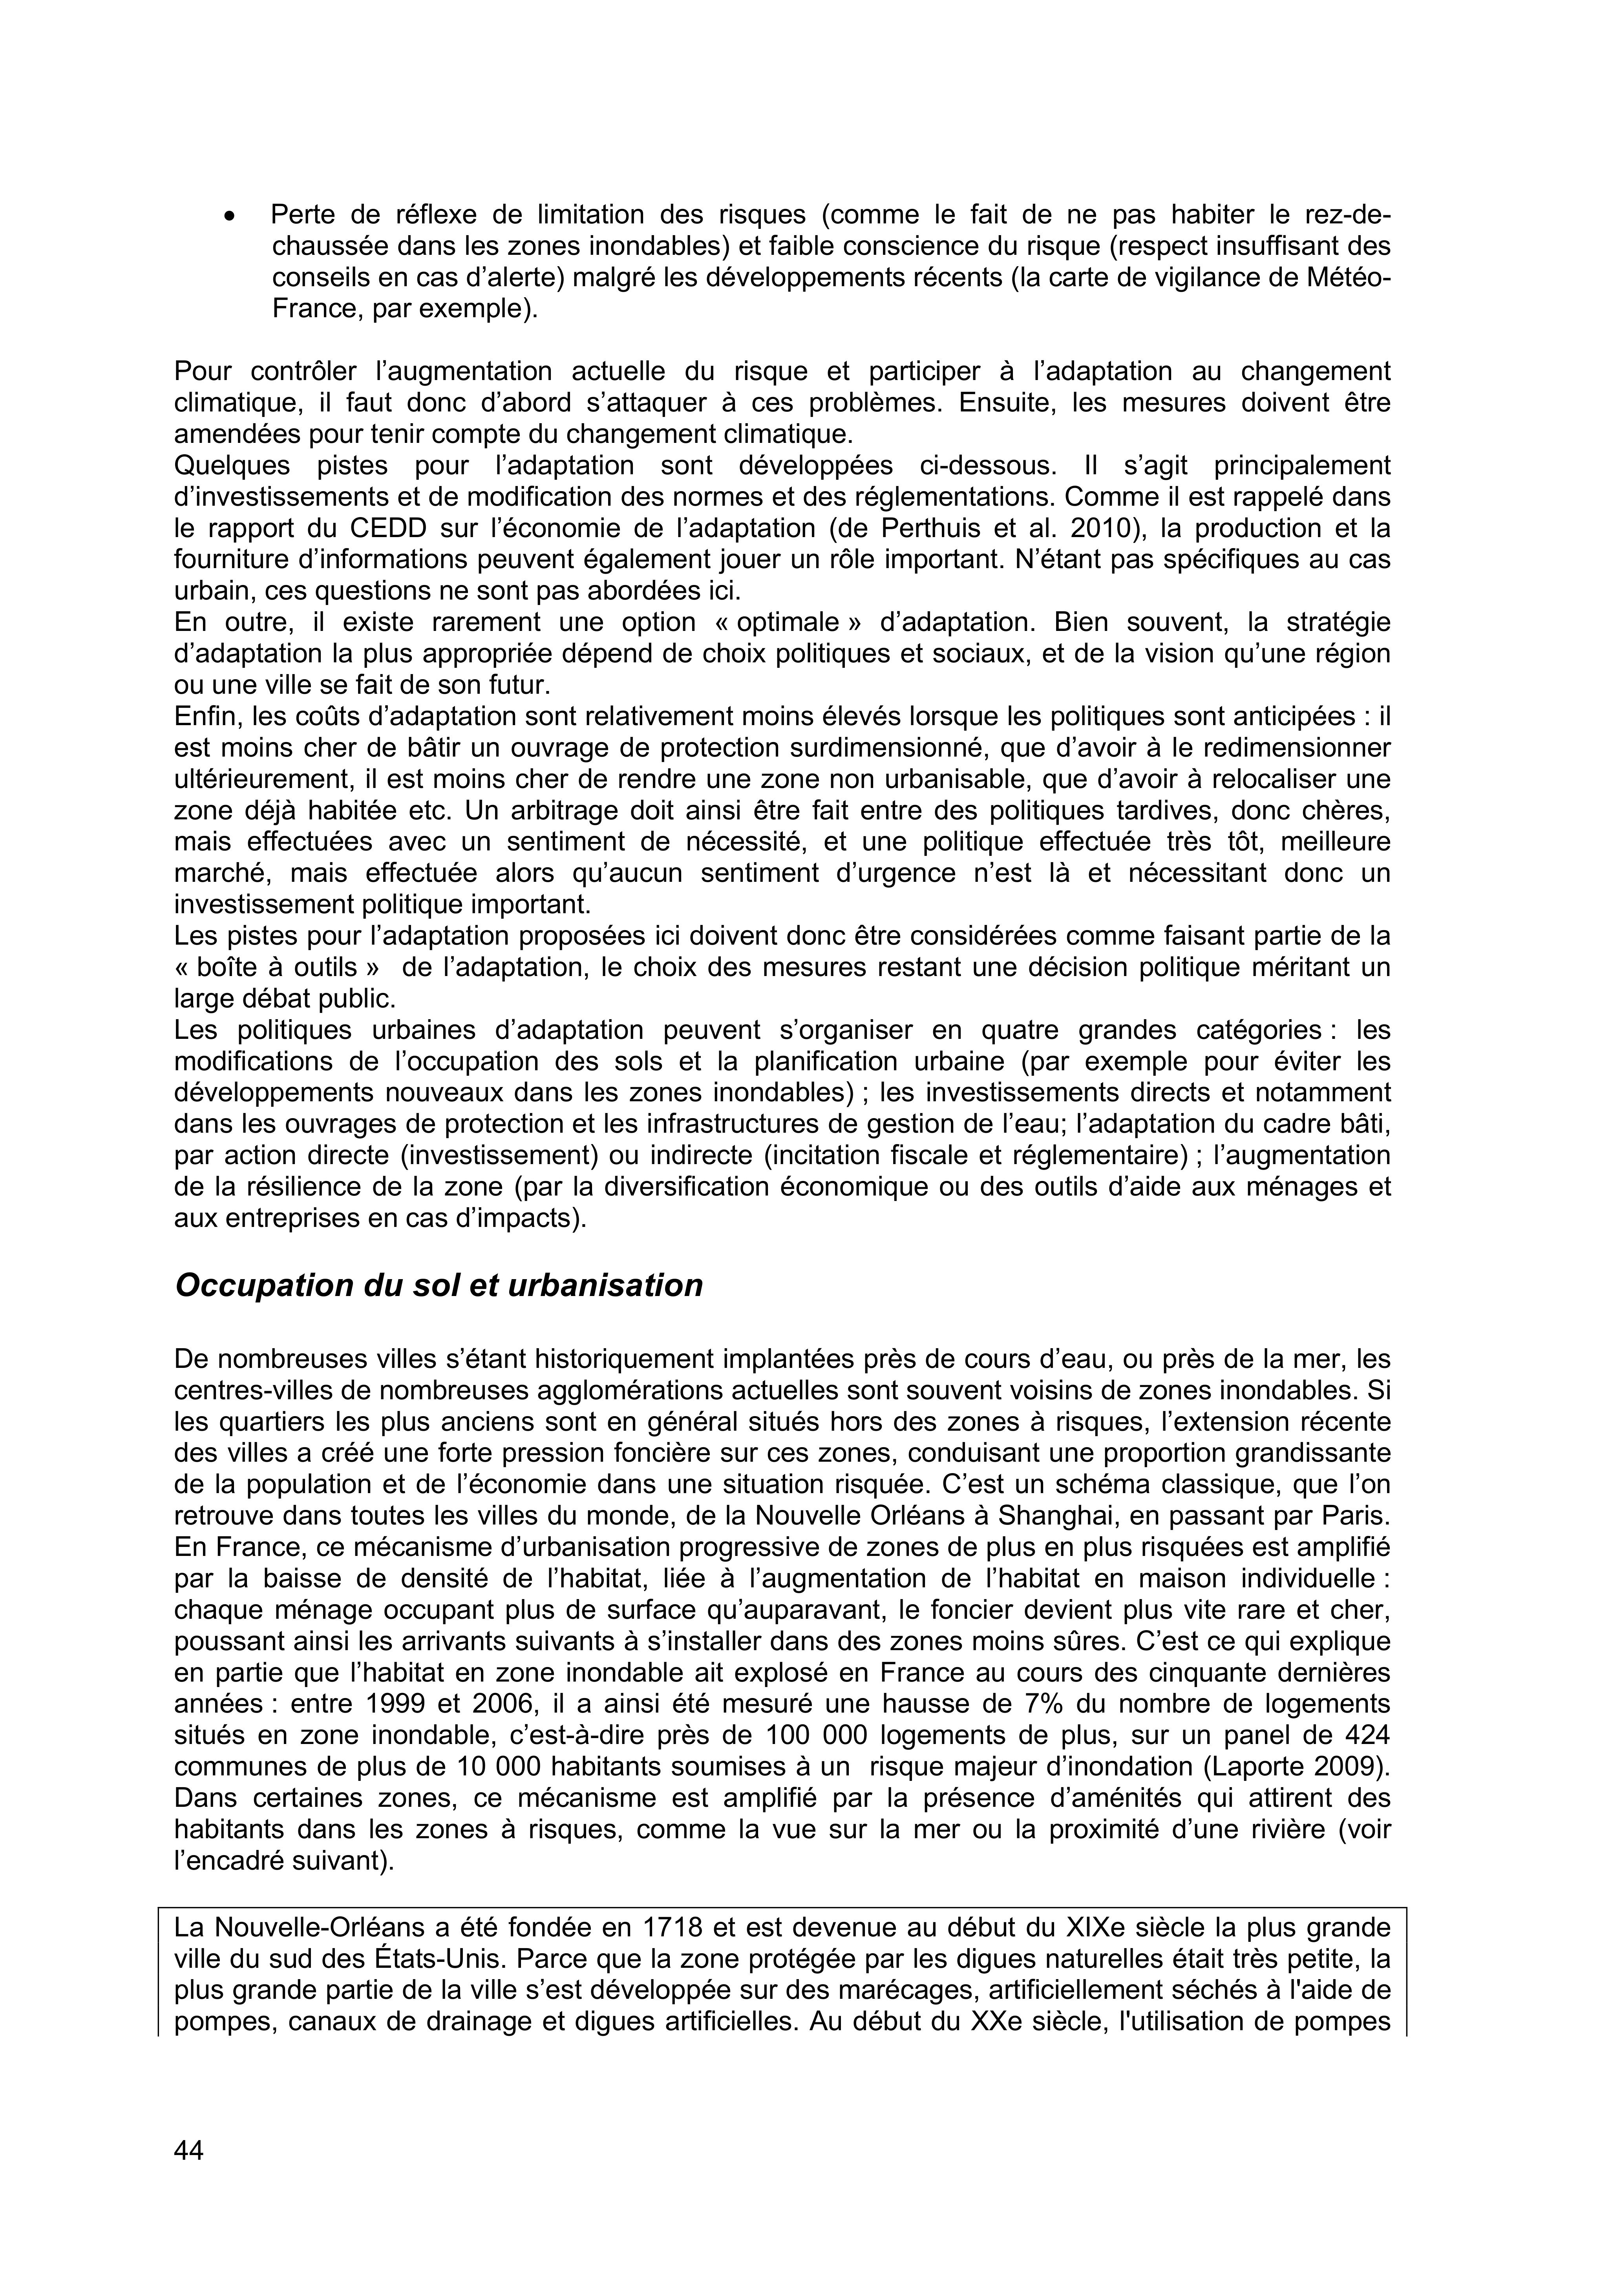 • Perte de réflexe de limitation des risques (comme le fait de ne pas habiter le rez-de-
chaussée dans les zones inondables) et faible conscience du risque (respect insuffisant des
conseils en cas d’alerte) malgré les développements récents (la carte de vigilance de Météo-
France, par exemple).
Pour contrôler l’augmentation actuelle du risque et participer à l’adaptation au changement
climatique, il faut donc d’abord s’attaquer à ces problèmes. Ensuite, les mesures doivent être
amendées pour tenir compte du changement climatique.
Quelques pistes pour l’adaptation sont développées ci-dessous. Il s’agit principalement
d’investissements et de modification des normes et des réglementations. Comme il est rappelé dans
le rapport du CEDD sur l’économie de l’adaptation (de Perthuis et al. 2010), la production et la
fourniture d’informations peuvent également jouer un rôle important. N’étant pas spécifiques au cas
urbain, ces questions ne sont pas abordées ici.
En outre, il existe rarement une option « optimale » d’adaptation. Bien souvent, la stratégie
d’adaptation la plus appropriée dépend de choix politiques et sociaux, et de la vision qu’une région
ou une ville se fait de son futur.
Enfin, les coûts d’adaptation sont relativement moins élevés lorsque les politiques sont anticipées : il
est moins cher de bâtir un ouvrage de protection surdimensionné, que d’avoir à le redimensionner
ultérieurement, il est moins cher de rendre une zone non urbanisable, que d’avoir à relocaliser une
zone déjà habitée etc. Un arbitrage doit ainsi être fait entre des politiques tardives, donc chères,
mais effectuées avec un sentiment de nécessité, et une politique effectuée très tôt, meilleure
marché, mais effectuée alors qu’aucun sentiment d’urgence n’est là et nécessitant donc un
investissement politique important.
Les pistes pour l’adaptation proposées ici doivent donc être considérées comme faisant partie de la
« boîte à outils » de l’adaptation, le choix des mesures restant une décision politique méritant un
large débat public.
Les politiques urbaines d’adaptation peuvent s’organiser en quatre grandes catégories : les
modifications de l’occupation des sols et la planification urbaine (par exemple pour éviter les
développements nouveaux dans les zones inondables) ; les investissements directs et notamment
dans les ouvrages de protection et les infrastructures de gestion de l’eau; l’adaptation du cadre bâti,
par action directe (investissement) ou indirecte (incitation fiscale et réglementaire) ; l’augmentation
de la résilience de la zone (par la diversification économique ou des outils d’aide aux ménages et
aux entreprises en cas d’impacts).
Occupation du sol et urbanisation
De nombreuses villes s’étant historiquement implantées près de cours d’eau, ou près de la mer, les
centres-villes de nombreuses agglomérations actuelles sont souvent voisins de zones inondables. Si
les quartiers les plus anciens sont en général situés hors des zones à risques, l’extension récente
des villes a créé une forte pression foncière sur ces zones, conduisant une proportion grandissante
de la population et de l’économie dans une situation risquée. C’est un schéma classique, que l’on
retrouve dans toutes les villes du monde, de la Nouvelle Orléans à Shanghai, en passant par Paris.
En France, ce mécanisme d’urbanisation progressive de zones de plus en plus risquées est amplifié
par la baisse de densité de l’habitat, liée à l’augmentation de l’habitat en maison individuelle :
chaque ménage occupant plus de surface qu’auparavant, le foncier devient plus vite rare et cher,
poussant ainsi les arrivants suivants à s’installer dans des zones moins sûres. C’est ce qui explique
en partie que l’habitat en zone inondable ait explosé en France au cours des cinquante dernières
années : entre 1999 et 2006, il a ainsi été mesuré une hausse de 7% du nombre de logements
situés en zone inondable, c’est-à-dire près de 100 000 logements de plus, sur un panel de 424
communes de plus de 10 000 habitants soumises à un risque majeur d’inondation (Laporte 2009).
Dans certaines zones, ce mécanisme est amplifié par la présence d’aménités qui attirent des
habitants dans les zones à risques, comme la vue sur la mer ou la proximité d’une rivière (voir
l’encadré suivant).
La Nouvelle-Orléans a été fondée en 1718 et est devenue au début du XIXe siècle la plus grande
ville du sud des États-Unis. Parce que la zone protégée par les digues naturelles était très petite, la
plus grande partie de la ville s’est développée sur des marécages, artificiellement séchés à l'aide de
pompes, canaux de drainage et digues artificielles. Au début du XXe siècle, l'utilisation de pompes
44